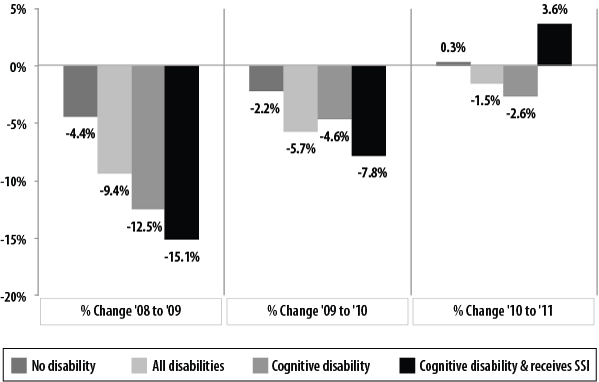 5%
0%
-5%
-10%
-15%
-20%
-4.4%
-9.4%
-12.5%
-15.1%
-2.2%
-5.7%
-4.6%
-7.8%
0.3%
-1.5%
-2.6%
3.6%
% Change '08 to '09
% Change '09 to '10
% Change '10 to '11
No disability
All disabilities
Cognitive disability
Cognitive disability & receives SSI